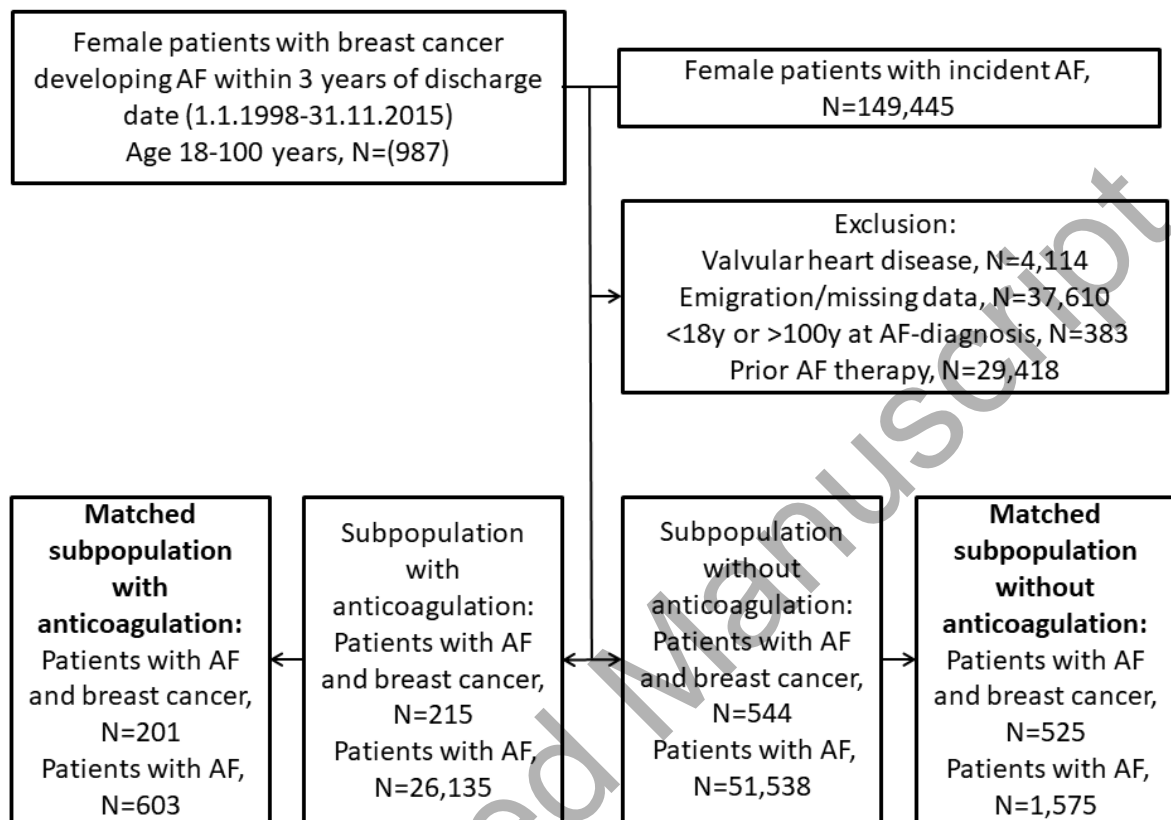 Female patients with breast cancer
developing AF within 3 years of discharge
date (1.1.1998-31.11.2015)
Age 18-100 years, N=(987)
Female patients with incident AF,
N=149,445
Exclusion:
Valvular heart disease, N=4,114
Emigration/missing data, N=37,610
<18y or >100y at AF-diagnosis, N=383
Prior AF therapy, N=29,418
Matched
subpopulation
with
anticoagulation:
Patients with AF
and breast cancer,
N=201
Patients with AF,
N=603
Subpopulation
with
anticoagulation:
Patients with AF
and breast cancer,
N=215
Patients with AF,
N=26,135
Subpopulation
without
anticoagulation:
Patients with AF
and breast cancer,
N=544
Patients with AF,
N=51,538
Matched
subpopulation
without
anticoagulation:
Patients with AF
and breast cancer,
N=525
Patients with AF,
N=1,575
ed Manuscript